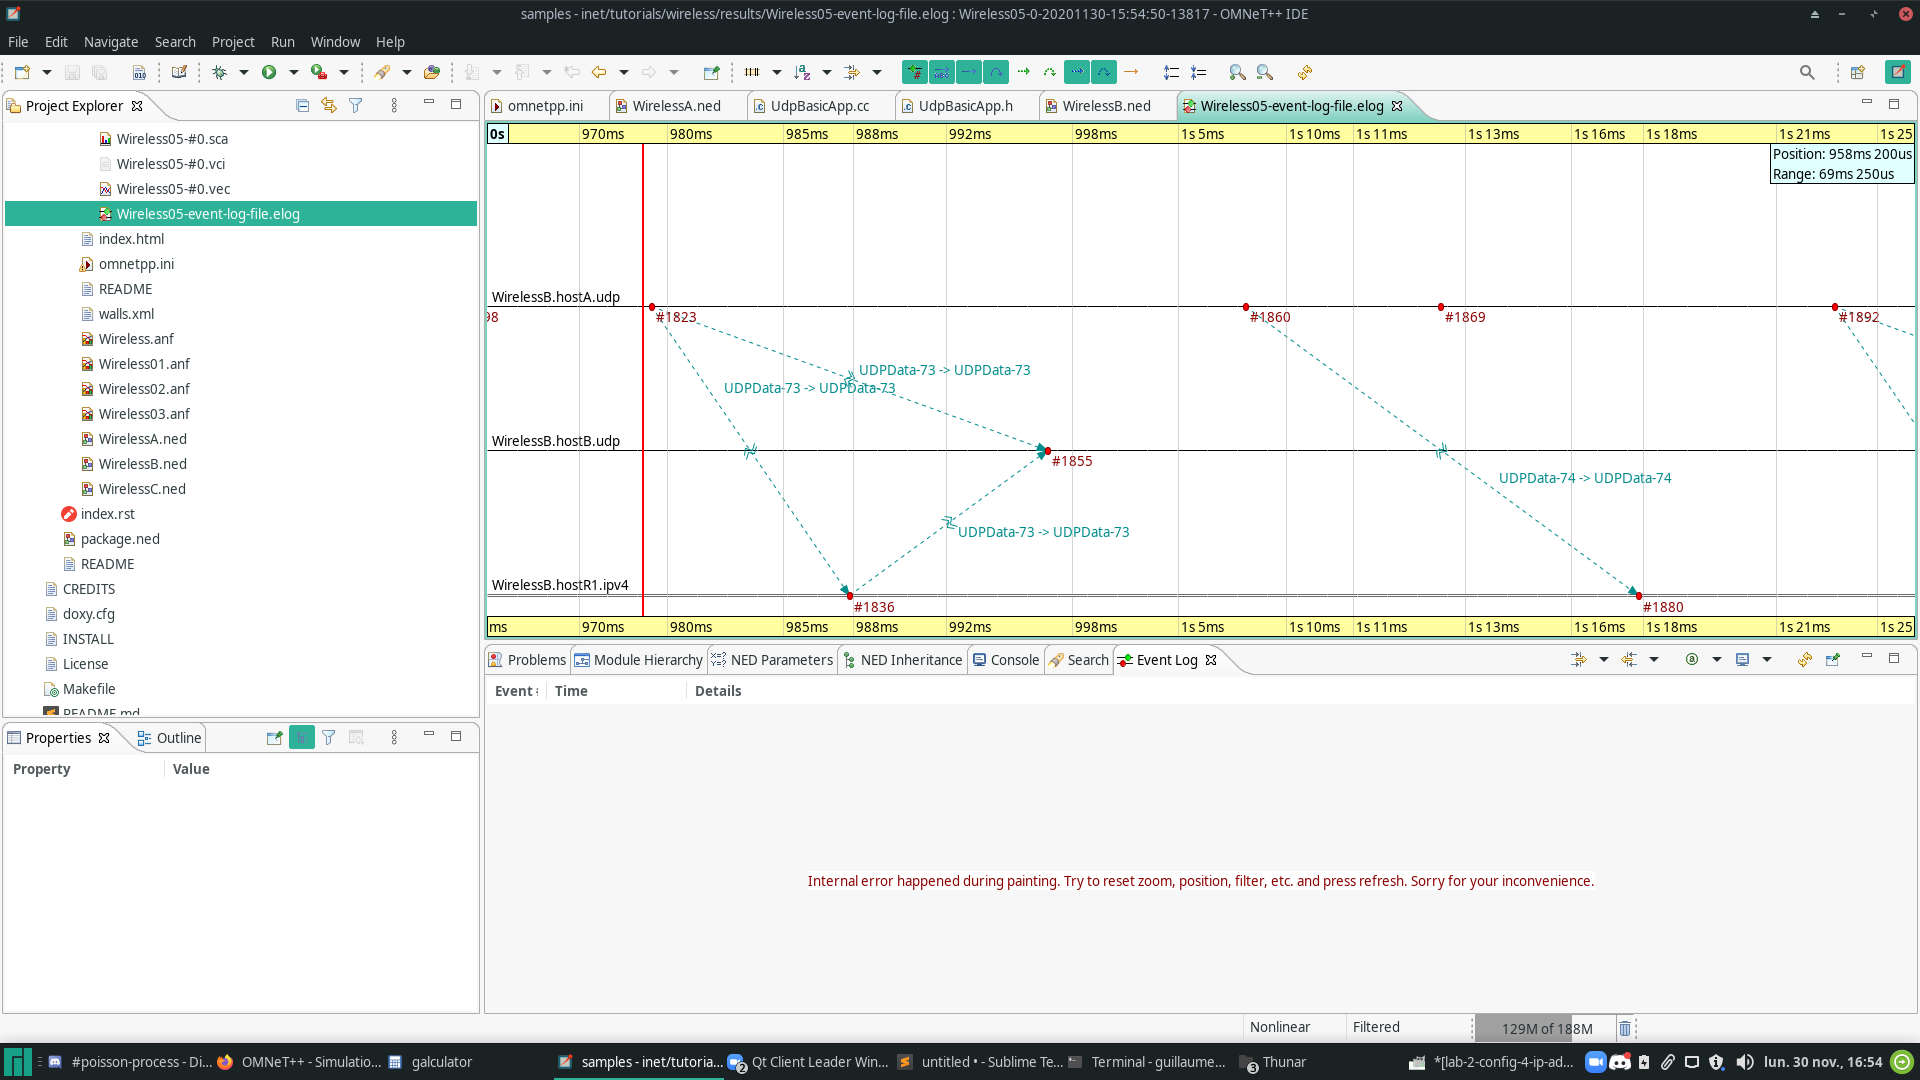 samples - inet/tutorials/wireless/results/Wireless05-event-log-file.elog : Wireless05-0-20201130-15:54:50-13817 - OMNeT++ IDE
File Edit Navigate Search Project Run Window Help
Project Explorer
Wireless05-#0.sca
Wireless05-#0.vci
Wireless05-#0.vec
Wireless05-event-log-file.elog
index.html
omnetpp.ini
README
walls.xml
Wireless.anf
Wireless01.anf
Wireless02.anf
Wireless03.anf
WirelessA.ned
WirelessB.ned
WirelessC.ned
index.rst
package.ned
README
CREDITS
doxy.cfg
INSTALL
License
Makefile
README.md
Properties Outline
Property Value
omnetpp.ini WirelessA.ned UdpBasicApp.cc UdpBasicApp.h WirelessB.ned Wireless05-event-log-file.elog
0s 970ms 980ms 985ms 988ms 992ms 998ms 1s 5ms 1s 10ms 1s 11ms 1s 13ms 1s 16ms 1s 18ms 1s 21ms 1s 25
Position: 958ms 200us
Range: 69ms 250us
WirelessB.hostA.udp
98 #1823 #1860 #1869 #1892
UDPData-73 -> UDPData-73
UDPData-73 -> UDPData-73
WirelessB.hostB.udp
#1855
UDPData-74 -> UDPData-74
UDPData-73 -> UDPData-73
WirelessB.hostR1.ipv4
#1836 #1880
ms 970ms 980ms 985ms 988ms 992ms 998ms 1s 5ms 1s 10ms 1s 11ms 1s 13ms 1s 16ms 1s 18ms 1s 21ms 1s 25
Problems Module Hierarchy NED Parameters NED Inheritance Console Search Event Log
Event Time Details
Internal error happened during painting. Try to reset zoom, position, filter, etc. and press refresh. Sorry for your inconvenience.
Nonlinear Filtered 129M of 188M
#poisson-process - Di... OMNeT++ - Simulatio... galculator samples - inet/tutoria... 2 Qt Client Leader Win... untitled • - Sublime Te... Terminal - guillaume... 3 Thunar *[lab-2-config-4-ip-ad... lun. 30 nov., 16:54